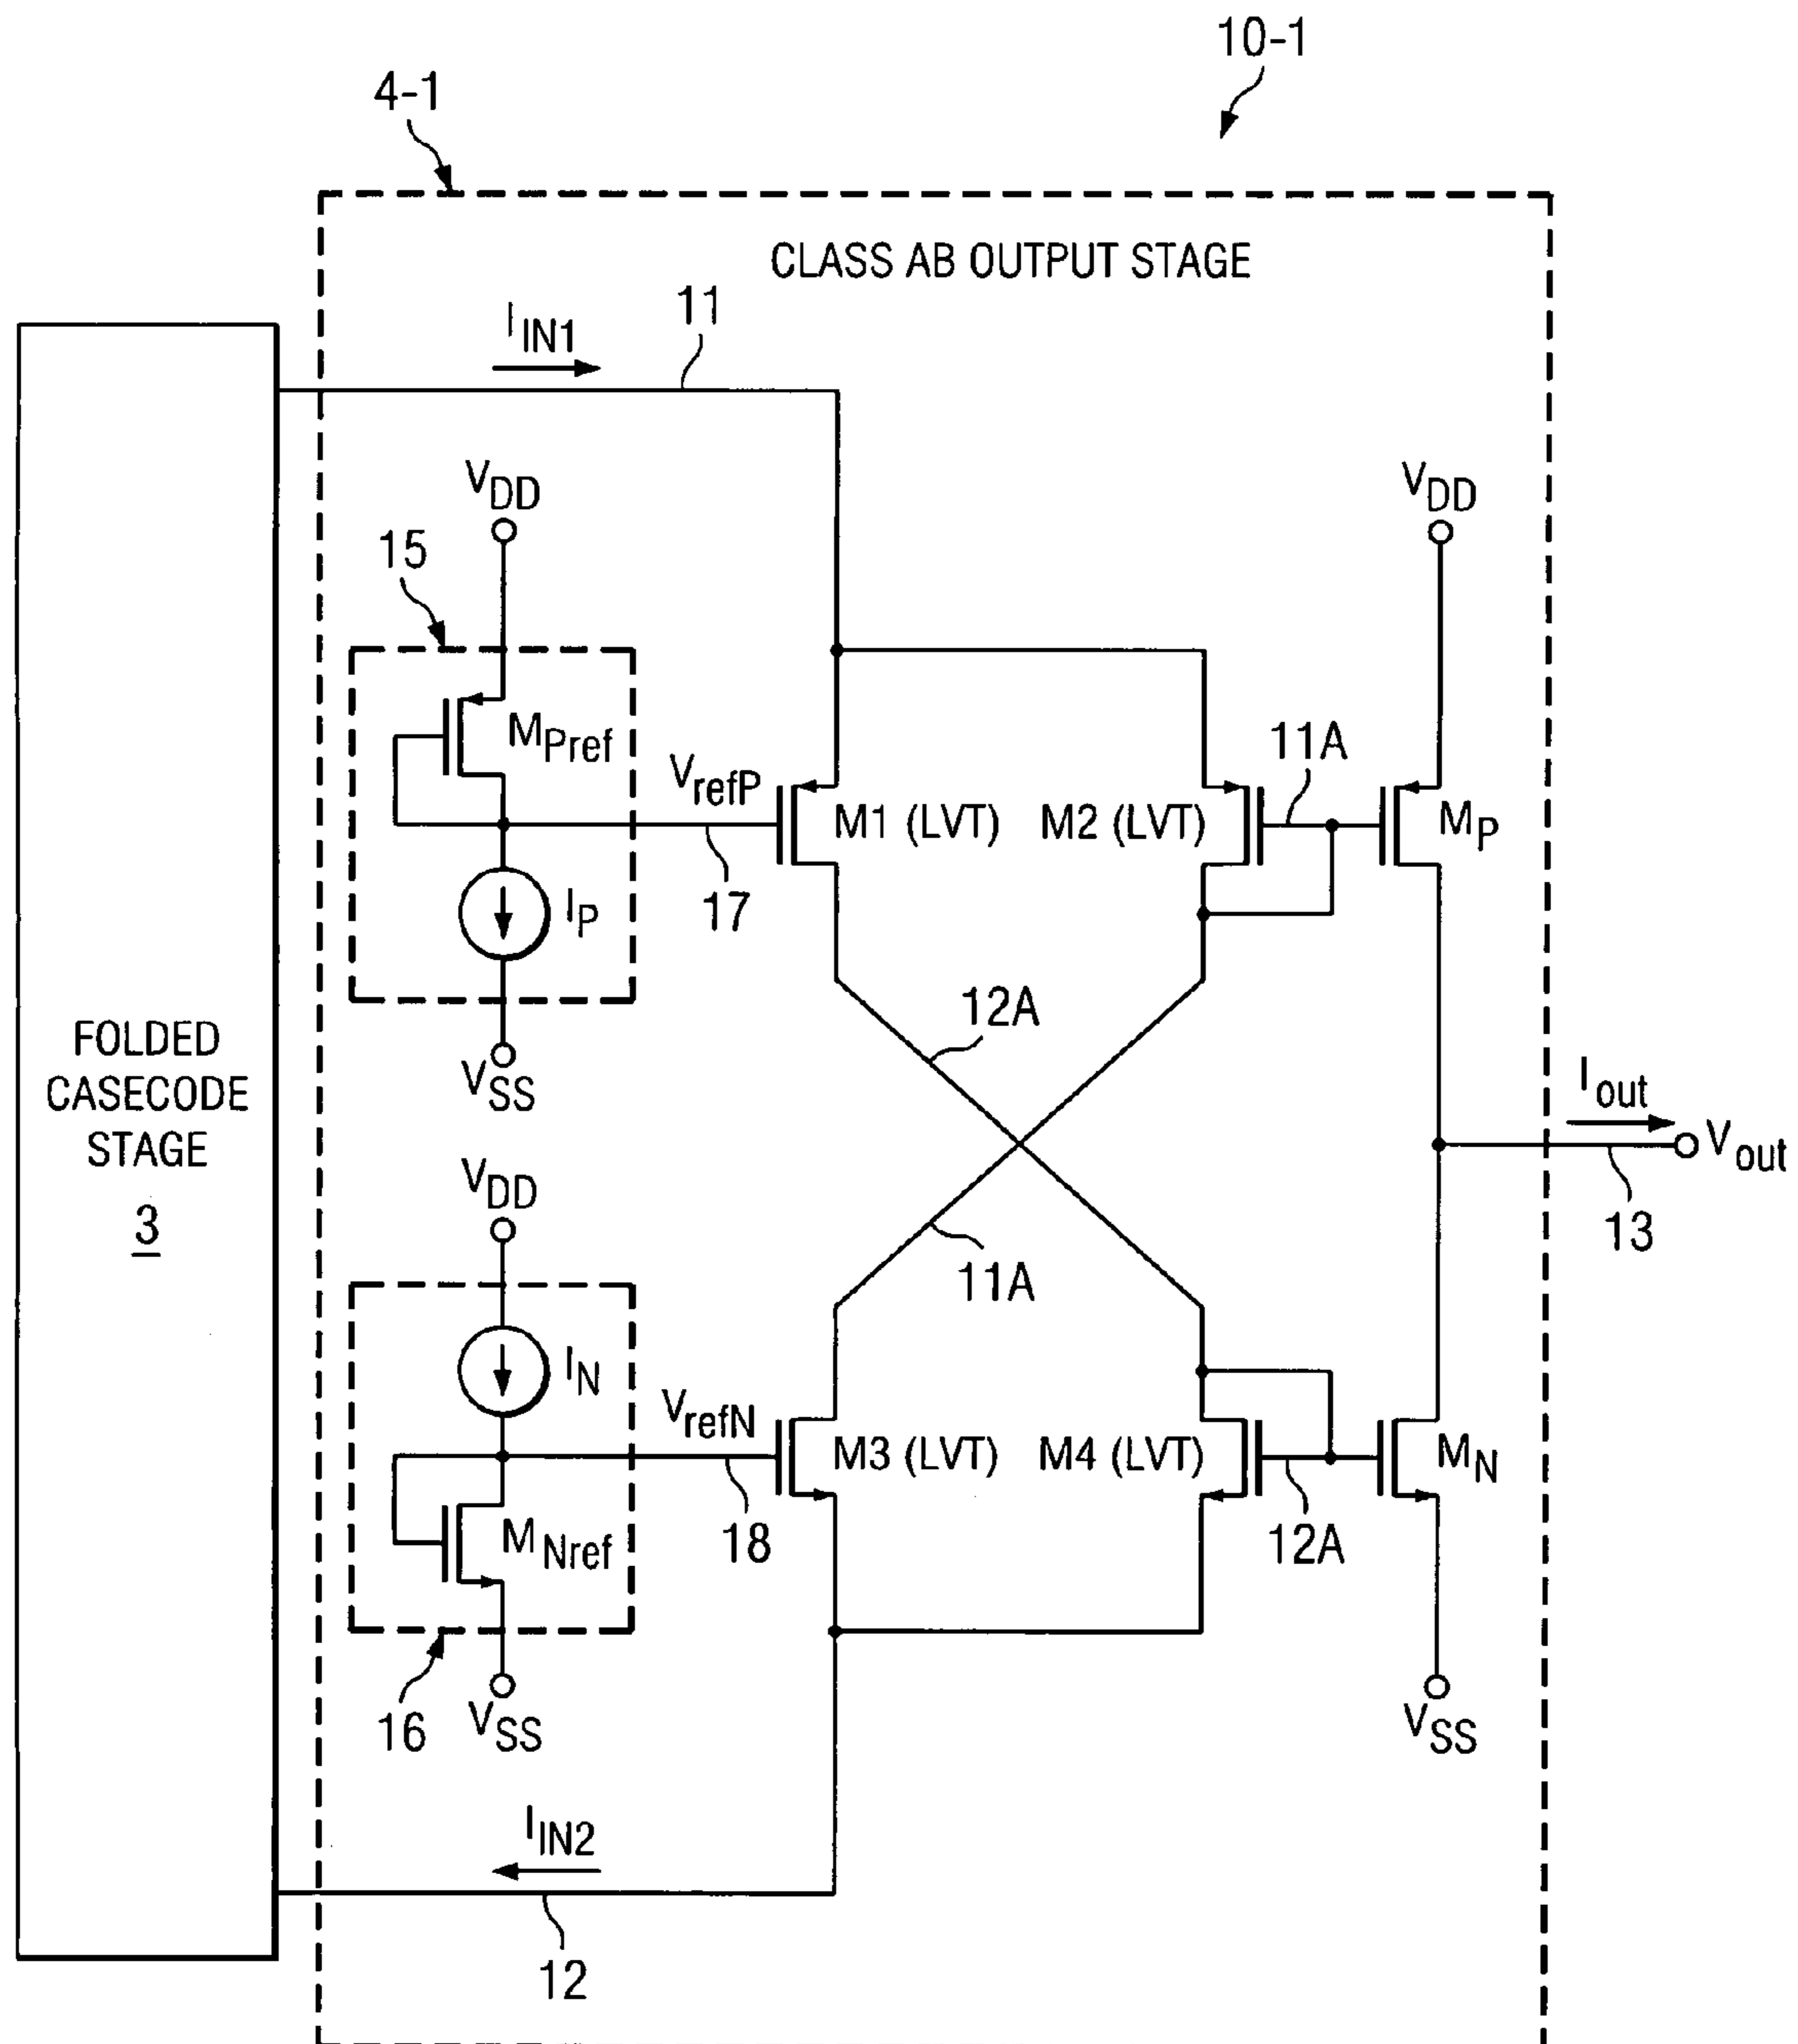 10-1
4-1
CLASS AB OUTPUT STAGE
IIN1
11
VDD
VDD
15
MPref
VrefP
M1 (LVT)
M2 (LVT)
11A
MP
17
IP
12A
VSS
FOLDED
CASECODE
STAGE
3
Iout
Vout
VDD
13
11A
IN
VrefN
M3 (LVT)
M4 (LVT)
MN
MNref
18
12A
16
VSS
VSS
IIN2
12